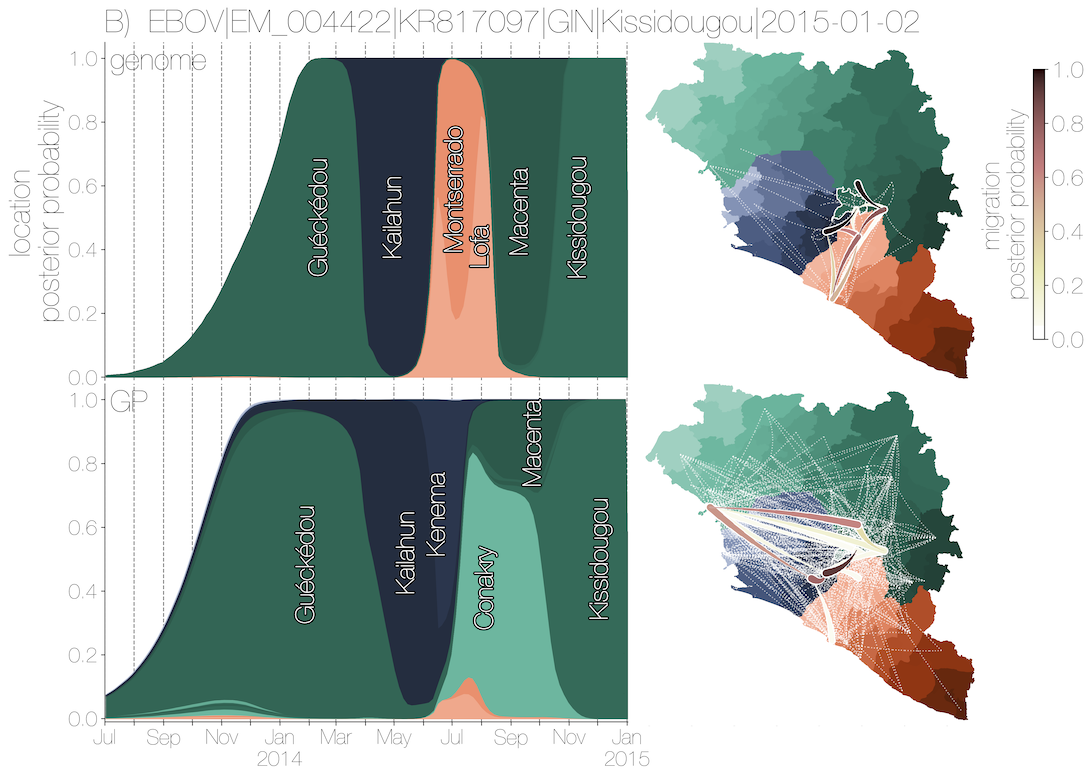 B) EBOV|EM_004422|KR817097|GIN|Kissidougou|2015-01-02
genome
location
posterior probability
1.0
0.8
0.6
0.4
0.2
0.0
Guéckédou
Kailahun
Montserrado
Lofa
Macenta
Kissidougou
migration
posterior probability
1.0
0.8
0.6
0.4
0.2
0.0
GP
1.0
0.8
0.6
0.4
0.2
0.0
Guéckédou
Kailahun
Kenema
Conakry
Macenta
Kissidougou
Jul Sep Nov Jan Mar May Jul Sep Nov Jan
2014 2015